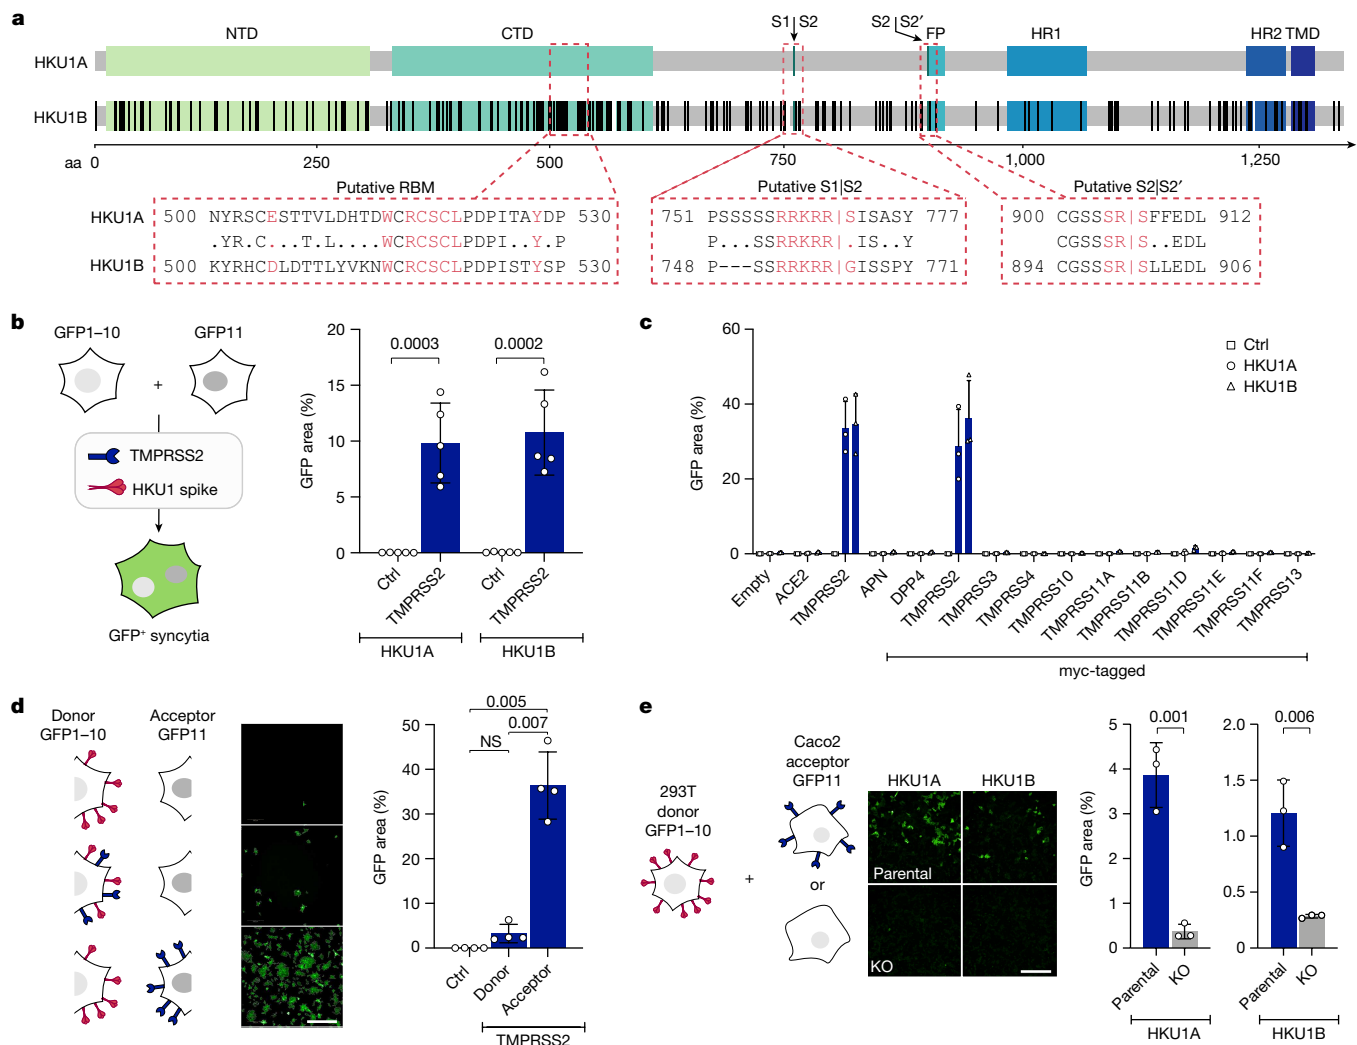 a
S1 S2
S2 S2′
NTD
CTD
FP
HR1
HR2 TMD
HKU1A
HKU1B
aa
0
250
500
750
1,000
1,250
Putative RBM
HKU1A 500 NYRSCESTTVLDHTDWCRCSCLPDPITAYDP 530
.YR.C...T.L....WCRCSCLPDPI..Y.P
HKU1B 500 KYRHCDLDTTLYVKNWCRCSCLPDPISTYSP 530
Putative S1|S2
751 PSSSSSRRKRR|SISASY 777
P...SSRRKRR|.IS..Y
748 P---SSRRKRR|GISSPY 771
Putative S2|S2′
900 CGSSSR|SFFEDL 912
CGSSSR|S..EDL
894 CGSSSR|SLLEDL 906
b
GFP1–10
GFP11
+
TMPRSS2
HKU1 spike
GFP+ syncytia
GFP area (%)
20
15
10
5
0
0.0003
0.0002
Ctrl
TMPRSS2
Ctrl
TMPRSS2
HKU1A
HKU1B
c
GFP area (%)
60
40
20
0
Ctrl
HKU1A
HKU1B
Empty
ACE2
TMPRSS2
APN
DPP4
TMPRSS2
TMPRSS3
TMPRSS4
TMPRSS10
TMPRSS11A
TMPRSS11B
TMPRSS11D
TMPRSS11E
TMPRSS11F
TMPRSS13
myc-tagged
d
Donor
GFP1–10
Acceptor
GFP11
GFP area (%)
50
40
30
20
10
0
0.005
0.007
NS
Ctrl
Donor
Acceptor
TMPRSS2
e
293T
donor
GFP1–10
+
Caco2
acceptor
GFP11
or
HKU1A
HKU1B
Parental
KO
GFP area (%)
5
4
3
2
1
0
0.001
Parental
KO
HKU1A
2.0
1.5
1.0
0.5
0
0.006
Parental
KO
HKU1B